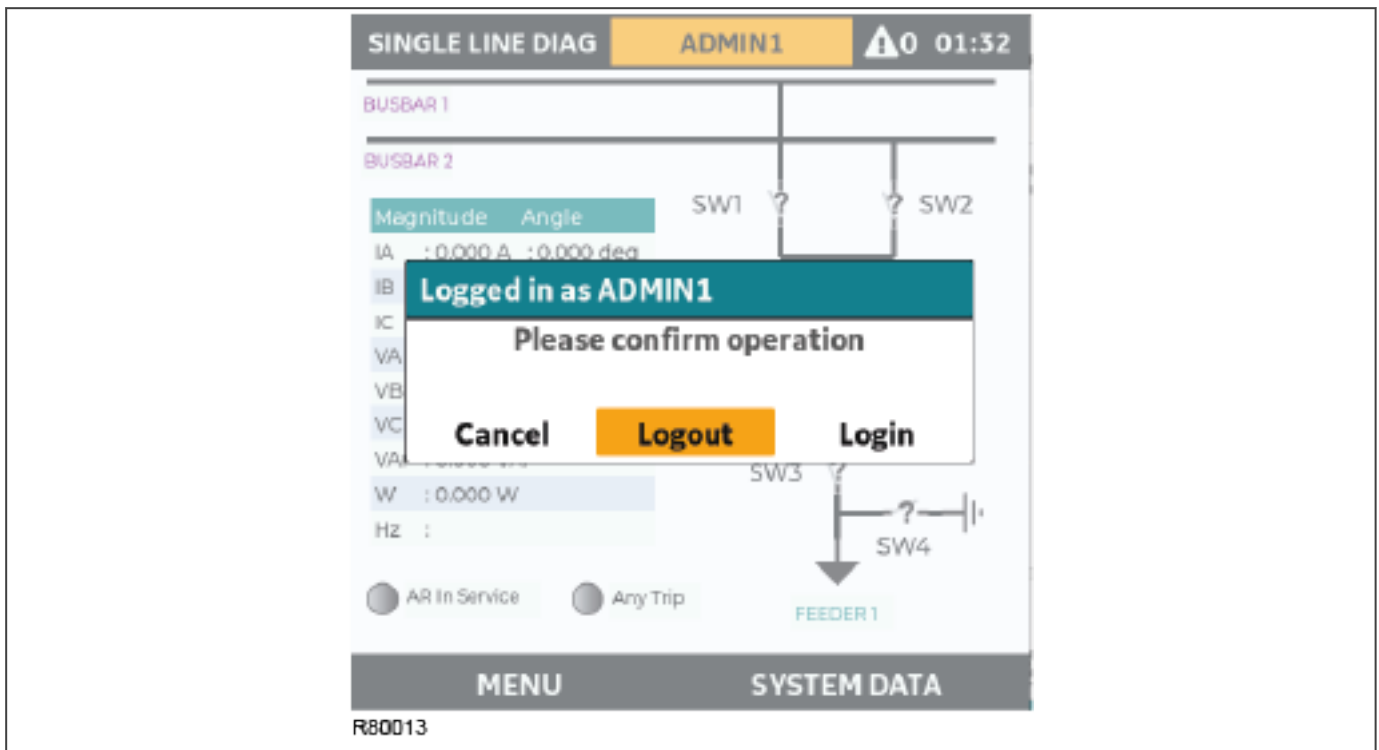 SINGLE LINE DIAG ADMIN1 0 01:32
BUSBAR 1
BUSBAR 2
SW1 ? ? SW2
Magnitude Angle
IA : 0.000 A : 0.000 deg
IB
IC
VA
VB
VC
Logged in as ADMIN1
Please confirm operation
Cancel Logout Login
SW3 ?
W : 0.000 W
Hz :
?
SW4
AR In Service Any Trip
FEEDER 1
MENU SYSTEM DATA
R80013